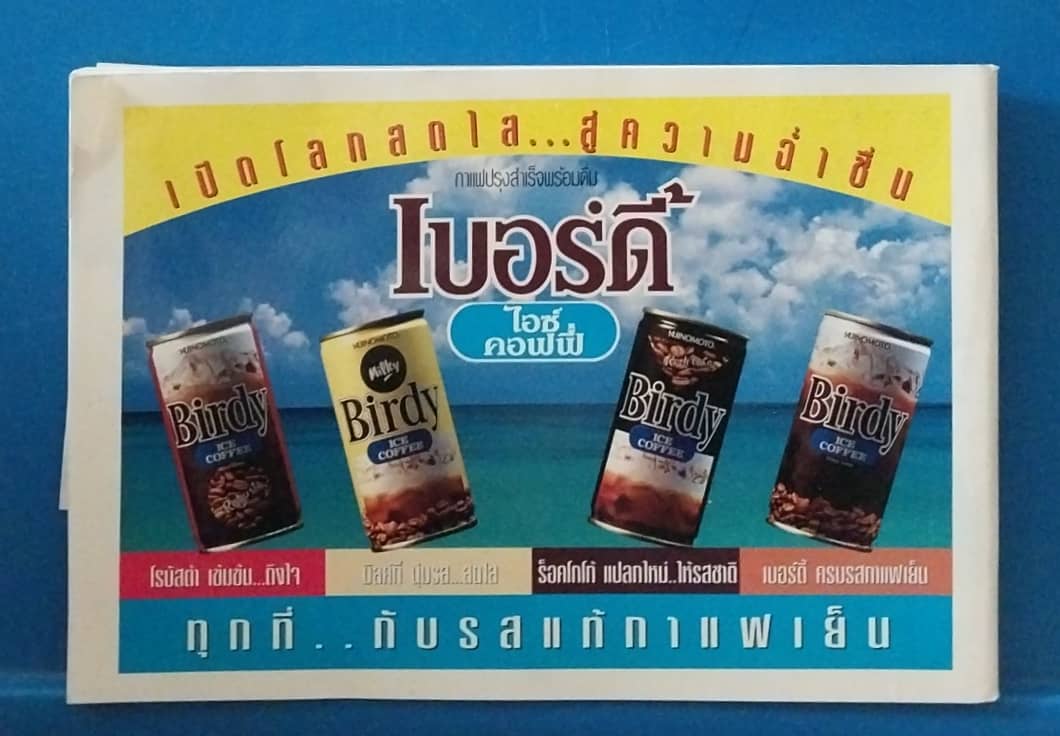 เปิดโลกสดใส...สู่ความฉ่ำชื่น
กาแฟปรุงสำเร็จพร้อมดื่ม
เบอร์ดี้
ไอซ์
คอฟฟี่
AJINOMOTO
Birdy
ICE
COFFEE
AJINOMOTO
Milky
Birdy
ICE
COFFEE
AJINOMOTO
Birdy
ICE
COFFEE
AJINOMOTO
Birdy
ICE
COFFEE
โรบัสต้า เข้มข้น...ถึงใจ
มิลค์กี้ นุ่มรส...สดใส
ร็อคโกโก้ แปลกใหม่..ให้รสชาติ
เบอร์ดี้ ครบรสกาแฟเย็น
ทุกที่..กับรสแท้กาแฟเย็น